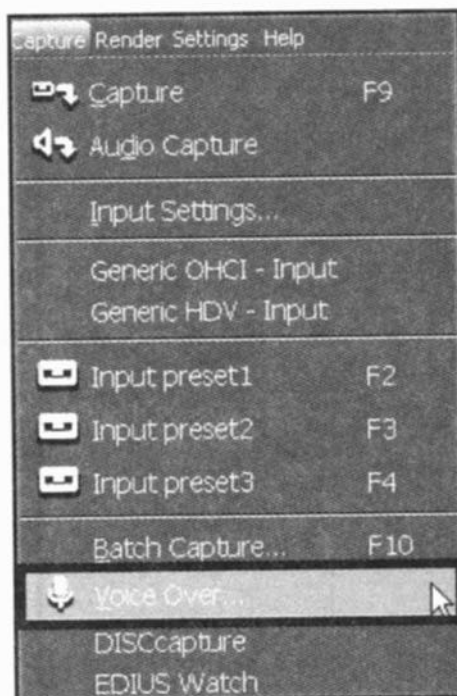 Capture Render Settings Help
Capture F9
Audio Capture
Input Settings...
Generic OHCI - Input
Generic HDV - Input
Input preset1 F2
Input preset2 F3
Input preset3 F4
Batch Capture... F10
Voice Over...
DISCcapture
EDIUS Watch